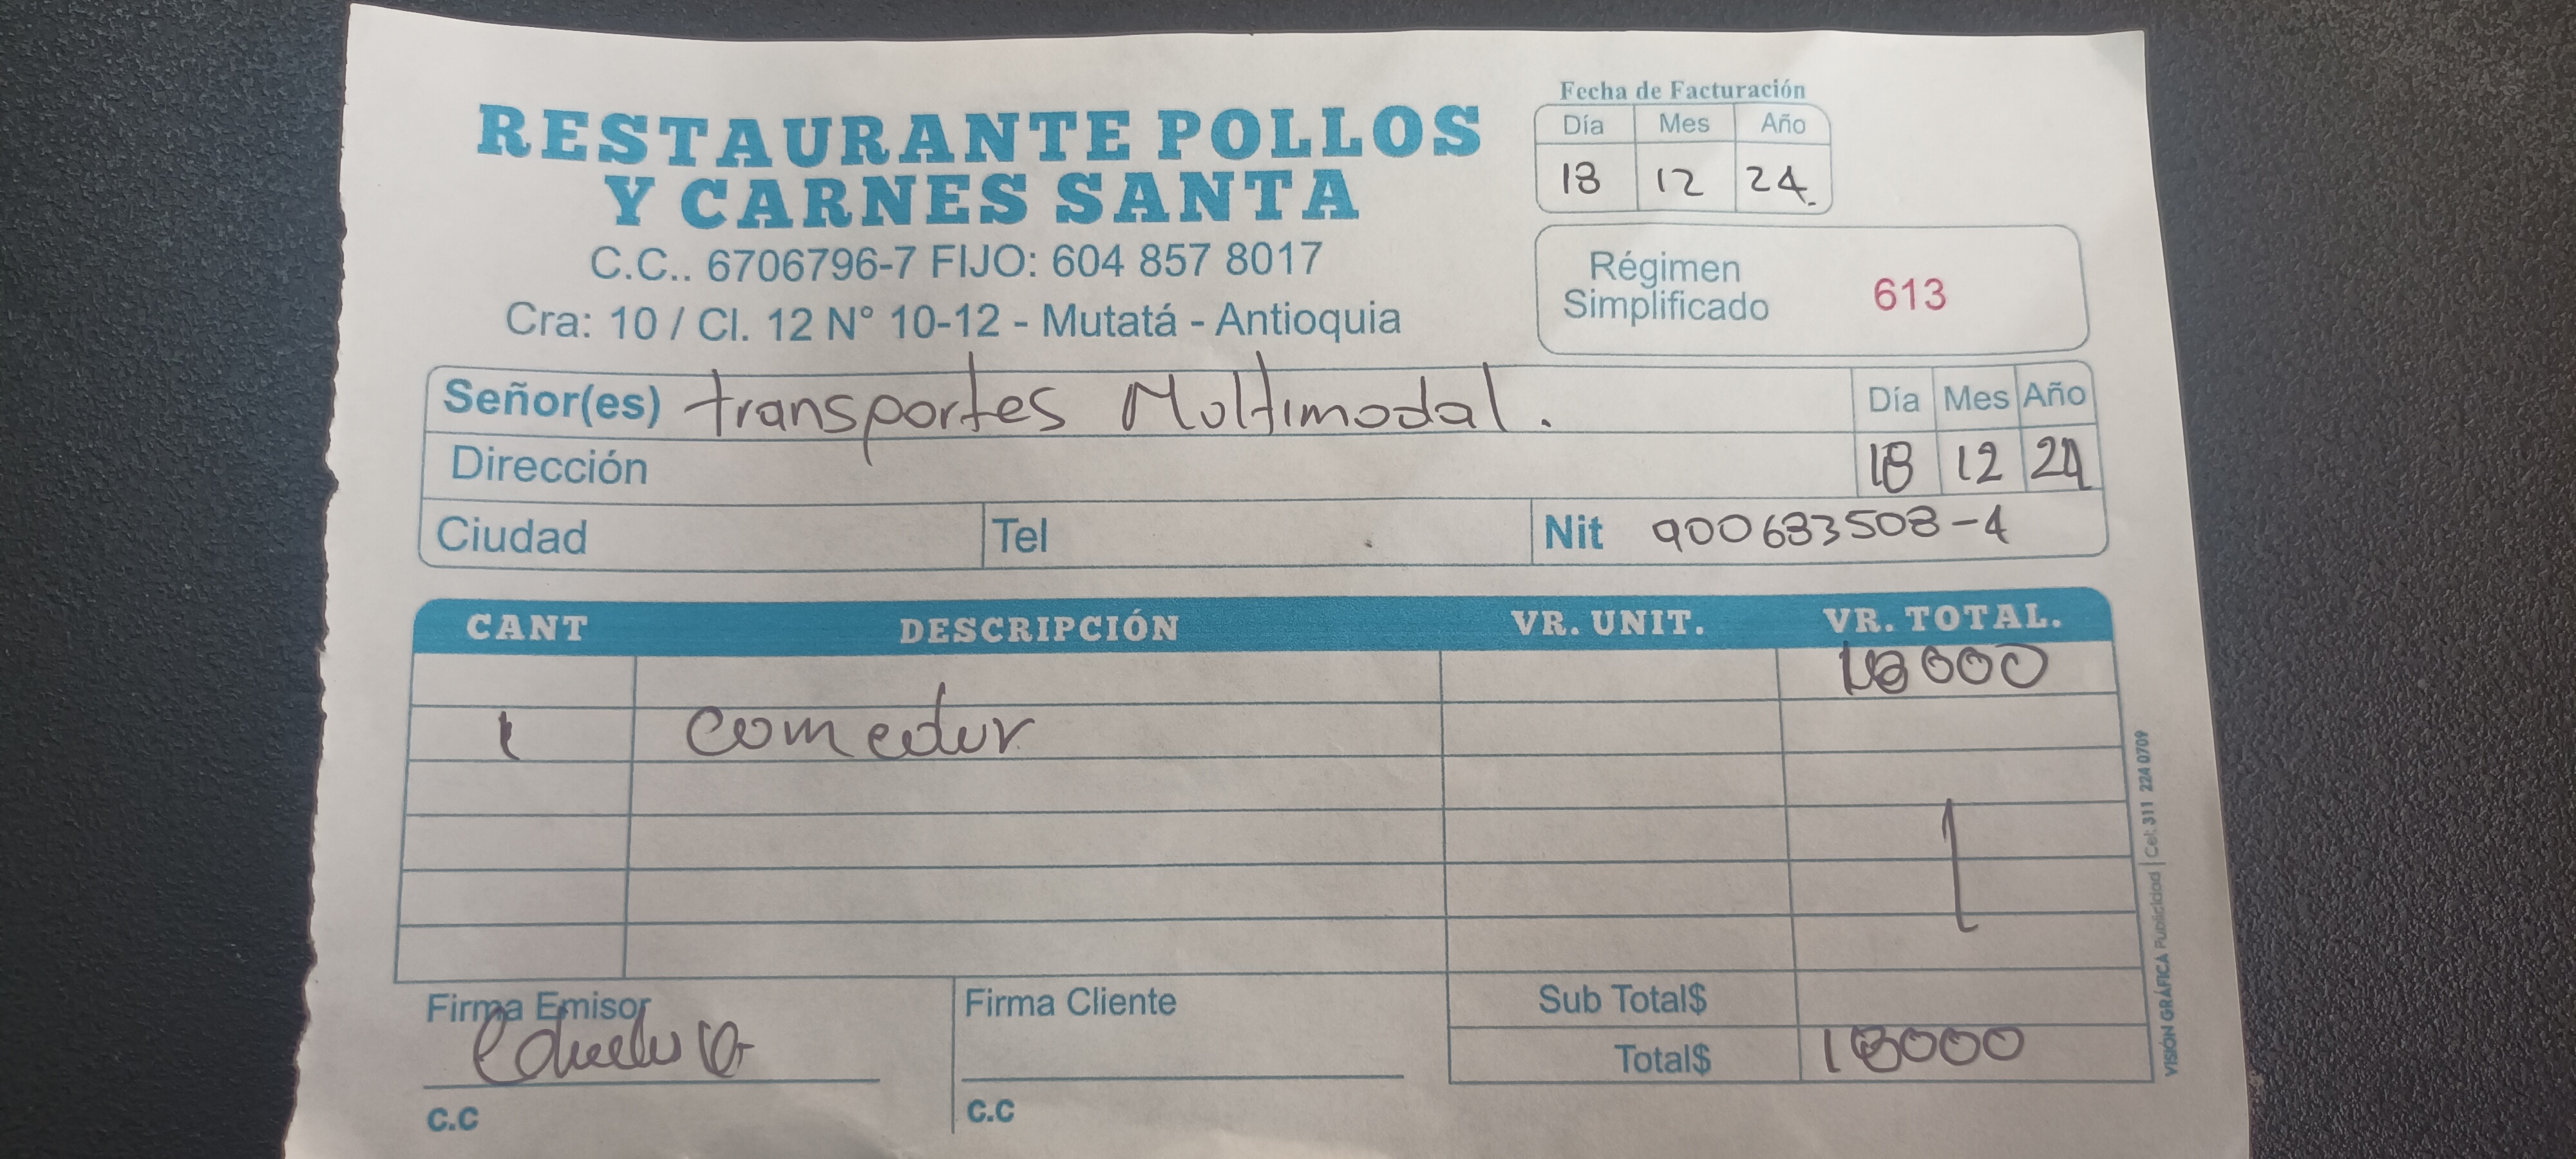 RESTAURANTE POLLOS
Y CARNES SANTA
C.C.. 6706796-7 FIJO: 604 857 8017
Cra: 10 / Cl. 12 N° 10-12 - Mutatá - Antioquia
Fecha de Facturación
Día Mes Año
18 12 24
Régimen
Simplificado
613
Señor(es) transportes Multimodal.
Día Mes Año
Dirección
18 12 24
Ciudad Tel Nit 900683508-4
CANT DESCRIPCIÓN VR. UNIT. VR. TOTAL.
18000
1 comedor
Sub Total$
Total$ 18000
Firma Emisor
C.C
Firma Cliente
C.C
VISIÓN GRÁFICA Publicidad | Cel: 311 224 0709